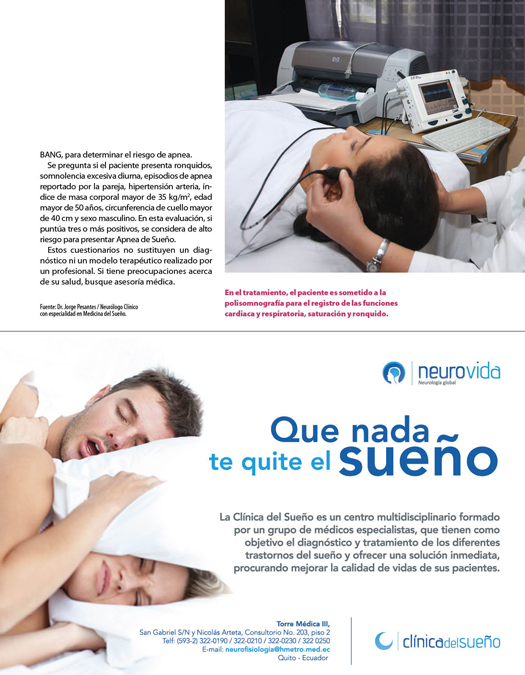 BANG, para determinar el riesgo de apnea.
Se pregunta si el paciente presenta ronquidos,
somnolencia excesiva diurna, episodios de apnea
reportado por la pareja, hipertensión arteria, ín-
dice de masa corporal mayor de 35 kg/m², edad
mayor de 50 años, circunferencia de cuello mayor
de 40 cm y sexo masculino. En esta evaluación, si
puntúa tres o más positivos, se considera de alto
riesgo para presentar Apnea de Sueño.
Estos cuestionarios no sustituyen un diag-
nóstico ni un modelo terapéutico realizado por
un profesional. Si tiene preocupaciones acerca
de su salud, busque asesoría médica.
Fuente: Dr. Jorge Pesantes / Neurólogo Clínico
con especialidad en Medicina del Sueño.
En el tratamiento, el paciente es sometido a la
polisomnografía para el registro de las funciones
cardiaca y respiratoria, saturación y ronquido.
neurovida
Neurología global
Que nada
te quite el sueño
La Clínica del Sueño es un centro multidisciplinario formado
por un grupo de médicos especialistas, que tienen como
objetivo el diagnóstico y tratamiento de los diferentes
trastornos del sueño y ofrecer una solución inmediata,
procurando mejorar la calidad de vidas de sus pacientes.
Torre Médica III,
San Gabriel S/N y Nicolás Arteta, Consultorio No. 203, piso 2
Telf: (593-2) 322-0190 / 322-0210 / 322-0230 / 322 0250
E-mail: neurofisiologia@hmetro.med.ec
Quito - Ecuador
clínicadelsueño